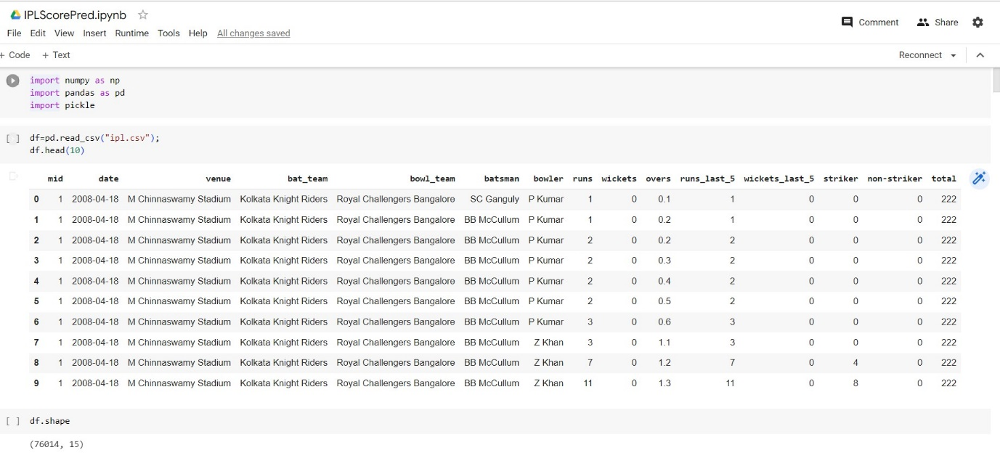 IPLScorePred.ipynb
Comment Share
File Edit View Insert Runtime Tools Help All changes saved
+ Code + Text Reconnect
import numpy as np
import pandas as pd
import pickle
[ ] df=pd.read_csv("ipl.csv");
df.head(10)
mid date venue bat_team bowl_team batsman bowler runs wickets overs runs_last_5 wickets_last_5 striker non-striker total
0 1 2008-04-18 M Chinnaswamy Stadium Kolkata Knight Riders Royal Challengers Bangalore SC Ganguly P Kumar 1 0 0.1 1 0 0 0 222
1 1 2008-04-18 M Chinnaswamy Stadium Kolkata Knight Riders Royal Challengers Bangalore BB McCullum P Kumar 1 0 0.2 1 0 0 0 222
2 1 2008-04-18 M Chinnaswamy Stadium Kolkata Knight Riders Royal Challengers Bangalore BB McCullum P Kumar 2 0 0.2 2 0 0 0 222
3 1 2008-04-18 M Chinnaswamy Stadium Kolkata Knight Riders Royal Challengers Bangalore BB McCullum P Kumar 2 0 0.3 2 0 0 0 222
4 1 2008-04-18 M Chinnaswamy Stadium Kolkata Knight Riders Royal Challengers Bangalore BB McCullum P Kumar 2 0 0.4 2 0 0 0 222
5 1 2008-04-18 M Chinnaswamy Stadium Kolkata Knight Riders Royal Challengers Bangalore BB McCullum P Kumar 2 0 0.5 2 0 0 0 222
6 1 2008-04-18 M Chinnaswamy Stadium Kolkata Knight Riders Royal Challengers Bangalore BB McCullum P Kumar 3 0 0.6 3 0 0 0 222
7 1 2008-04-18 M Chinnaswamy Stadium Kolkata Knight Riders Royal Challengers Bangalore BB McCullum Z Khan 3 0 1.1 3 0 0 0 222
8 1 2008-04-18 M Chinnaswamy Stadium Kolkata Knight Riders Royal Challengers Bangalore BB McCullum Z Khan 7 0 1.2 7 0 4 0 222
9 1 2008-04-18 M Chinnaswamy Stadium Kolkata Knight Riders Royal Challengers Bangalore BB McCullum Z Khan 11 0 1.3 11 0 8 0 222
[ ] df.shape
(76014, 15)